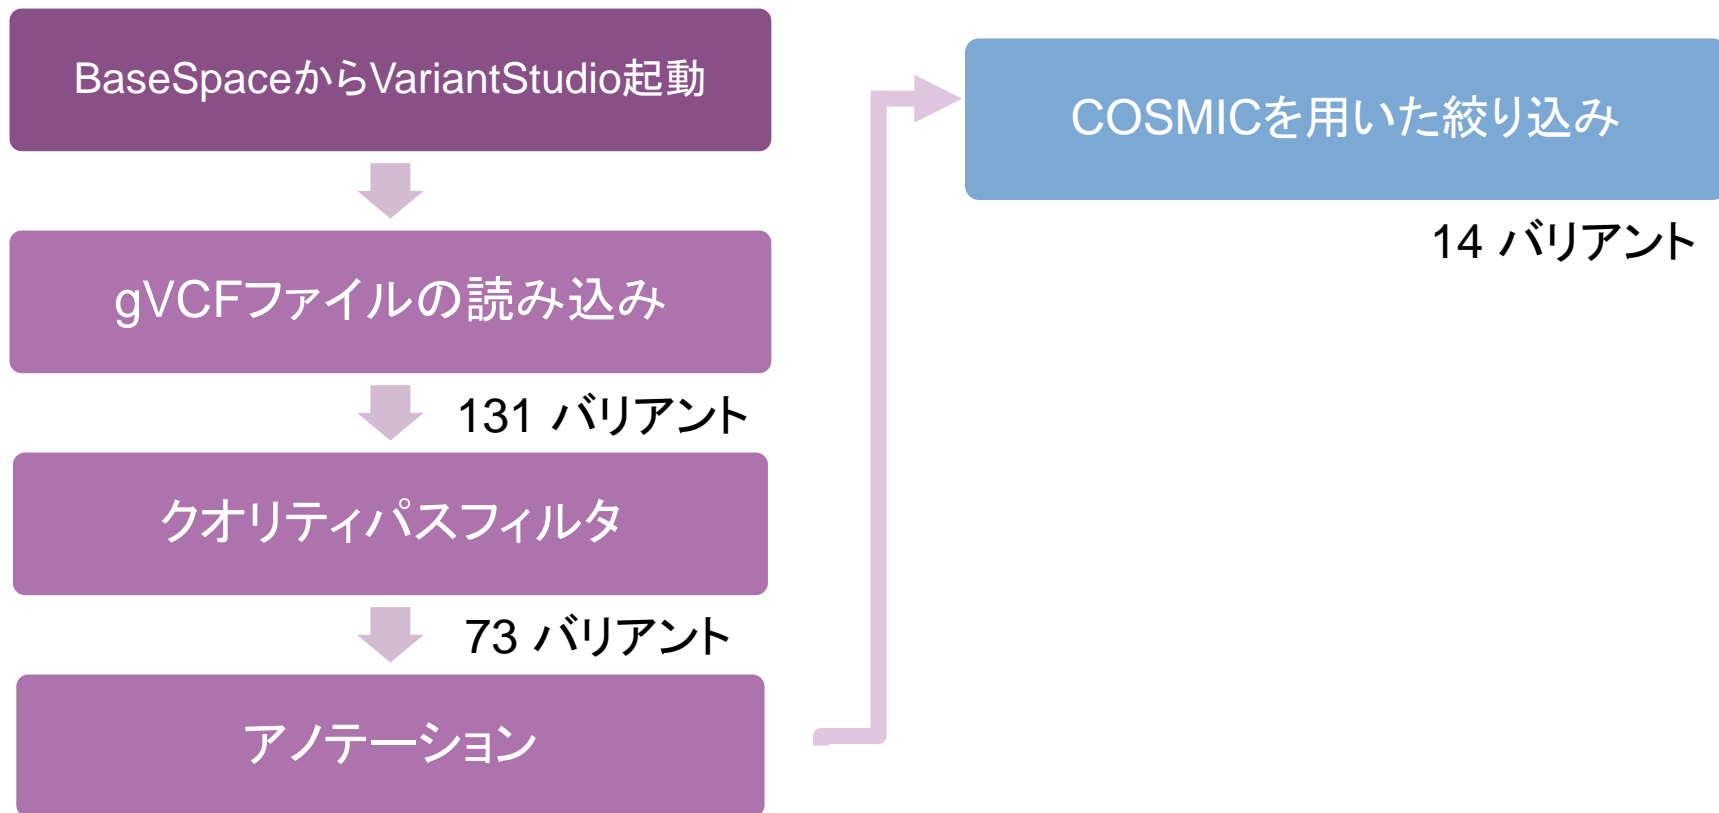 BaseSpaceからVariantStudio起動
gVCFファイルの読み込み
131 バリアント
クオリティパスフィルタ
73 バリアント
アノテーション
COSMICを用いた絞り込み
14 バリアント